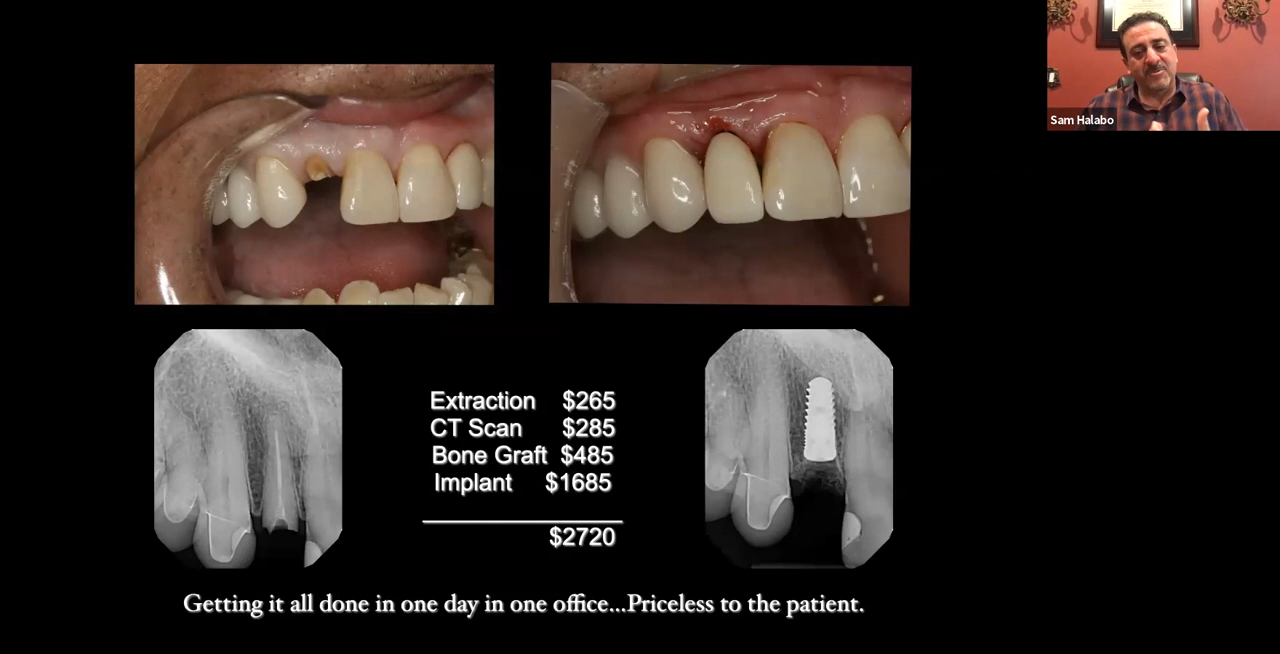 Sam Halabo
Extraction $265
CT Scan $285
Bone Graft $485
Implant $1685
$2720
Getting it all done in one day in one office...Priceless to the patient.